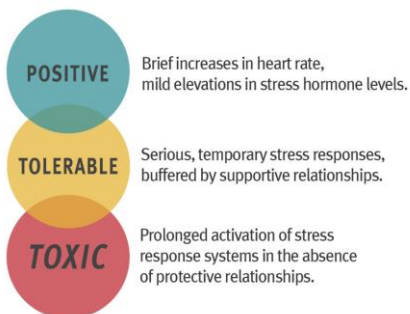 POSITIVE
Brief increases in heart rate,
mild elevations in stress hormone levels.
TOLERABLE
Serious, temporary stress responses,
buffered by supportive relationships.
TOXIC
Prolonged activation of stress
response systems in the absence
of protective relationships.